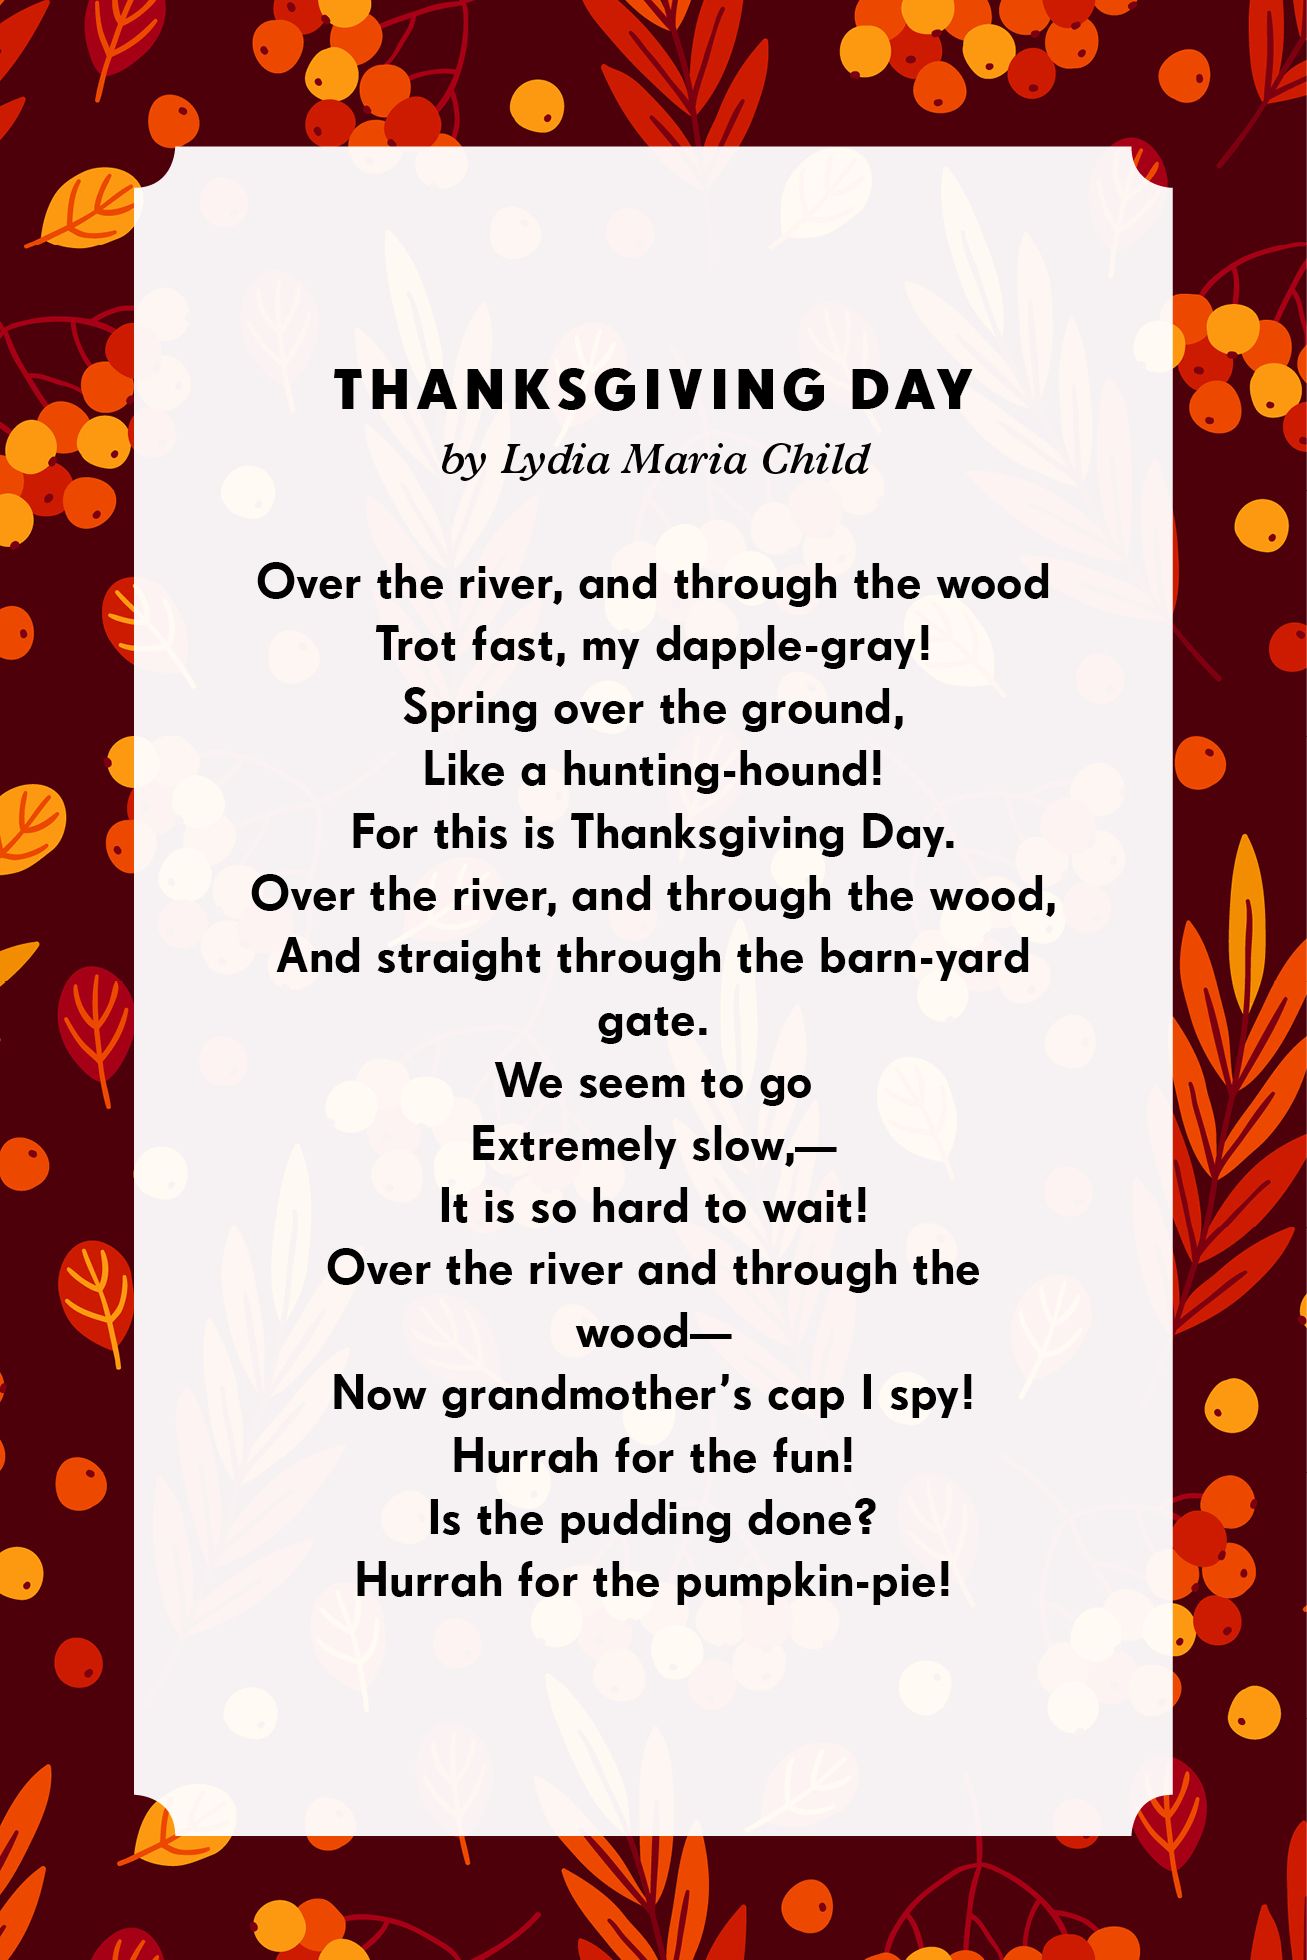 THANKSGIVING DAY
by Lydia Maria Child
Over the river, and through the wood
Trot fast, my dapple-gray!
Spring over the ground,
Like a hunting-hound!
For this is Thanksgiving Day.
Over the river, and through the wood,
And straight through the barn-yard
gate.
We seem to go
Extremely slow,—
It is so hard to wait!
Over the river and through the
wood—
Now grandmother’s cap I spy!
Hurrah for the fun!
Is the pudding done?
Hurrah for the pumpkin-pie!